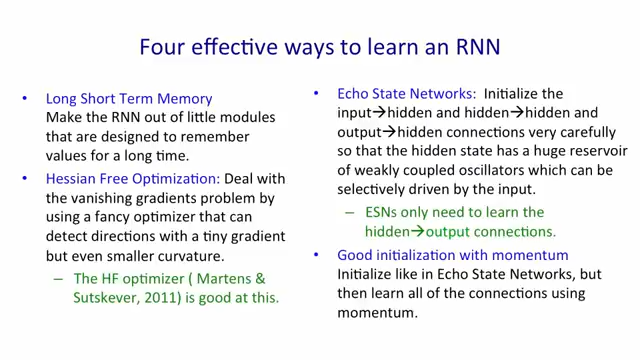 Four effective ways to learn an RNN
• Long Short Term Memory
Make the RNN out of little modules
that are designed to remember
values for a long time.
• Hessian Free Optimization: Deal with
the vanishing gradients problem by
using a fancy optimizer that can
detect directions with a tiny gradient
but even smaller curvature.
– The HF optimizer ( Martens &
Sutskever, 2011) is good at this.
• Echo State Networks: Initialize the
input→hidden and hidden→hidden and
output→hidden connections very carefully
so that the hidden state has a huge reservoir
of weakly coupled oscillators which can be
selectively driven by the input.
– ESNs only need to learn the
hidden→output connections.
• Good initialization with momentum
Initialize like in Echo State Networks, but
then learn all of the connections using
momentum.